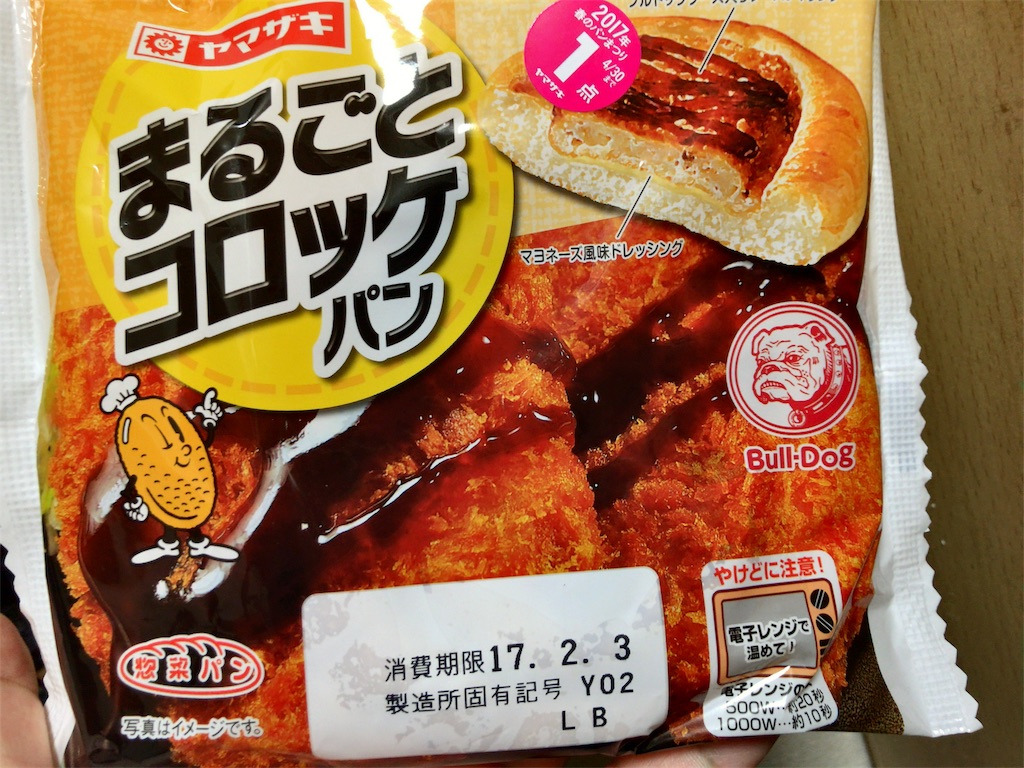 ヤマザキ
まるごと
コロッケ
パン
2017年
春のパンまつり
1点
4/30
まで
ヤマザキ
マヨネーズ風味ドレッシング
Bull-Dog
惣菜パン
写真はイメージです。
消費期限17. 2. 3
製造所固有記号 Y02
LB
やけどに注意!
電子レンジで
温めて♪
電子レンジの
500W…約20秒
1000W…約10秒